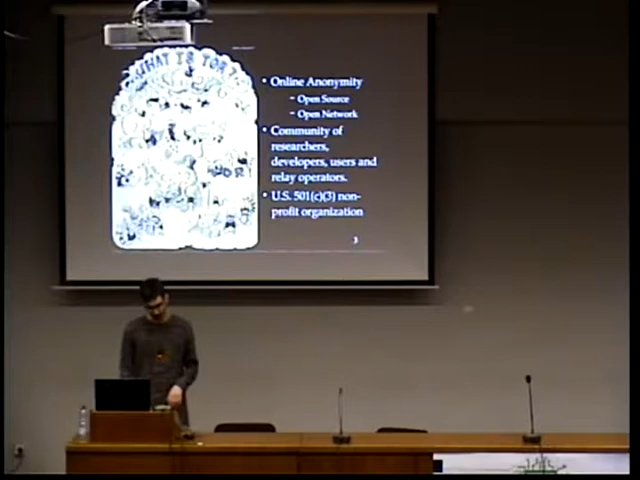 WHAT IS TOR?
• Online Anonymity
– Open Source
– Open Network
• Community of
researchers,
developers, users and
relay operators.
• U.S. 501(c)(3) non-
profit organization
3